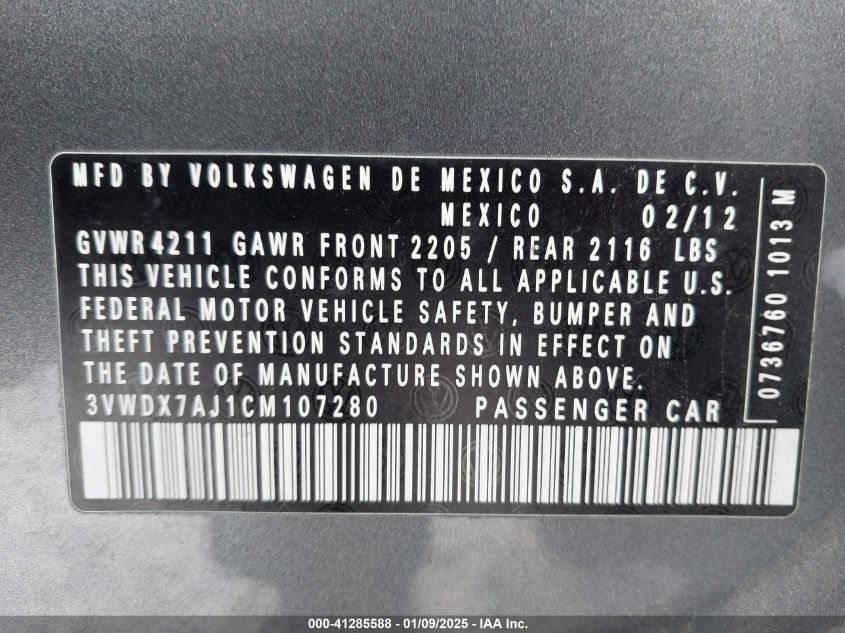 MFD BY VOLKSWAGEN DE MEXICO S.A. DE C.V.
MEXICO 02/12
GVWR 4211 GAWR FRONT 2205 / REAR 2116 LBS
THIS VEHICLE CONFORMS TO ALL APPLICABLE U.S.
FEDERAL MOTOR VEHICLE SAFETY, BUMPER AND
THEFT PREVENTION STANDARDS IN EFFECT ON
THE DATE OF MANUFACTURE SHOWN ABOVE.
3VWDX7AJ1CM107280 PASSENGER CAR
0736760 1013 M
000-41285588 - 01/09/2025 - IAA Inc.